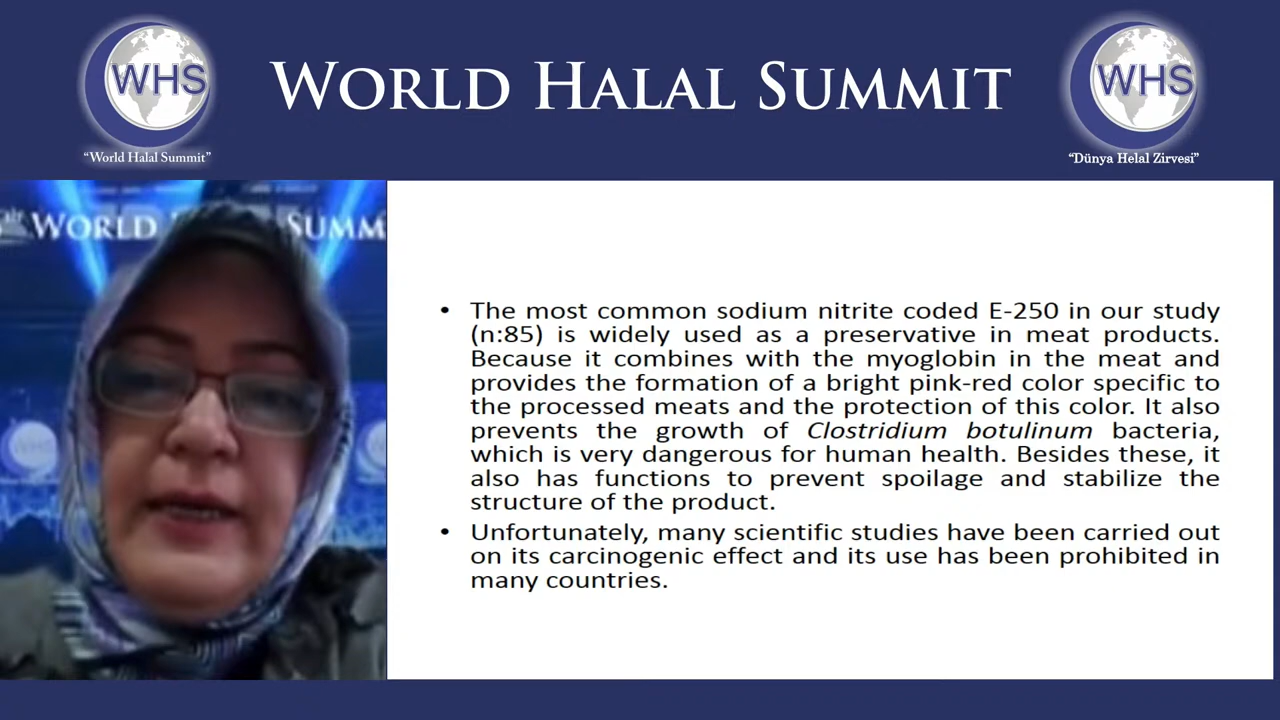 WHS
WORLD HALAL SUMMIT
WHS
“World Halal Summit”
“Dünya Helal Zirvesi”
WORLD
SUMM
WHS
• The most common sodium nitrite coded E-250 in our study
(n:85) is widely used as a preservative in meat products.
Because it combines with the myoglobin in the meat and
provides the formation of a bright pink-red color specific to
the processed meats and the protection of this color. It also
prevents the growth of Clostridium botulinum bacteria,
which is very dangerous for human health. Besides these, it
also has functions to prevent spoilage and stabilize the
structure of the product.
• Unfortunately, many scientific studies have been carried out
on its carcinogenic effect and its use has been prohibited in
many countries.